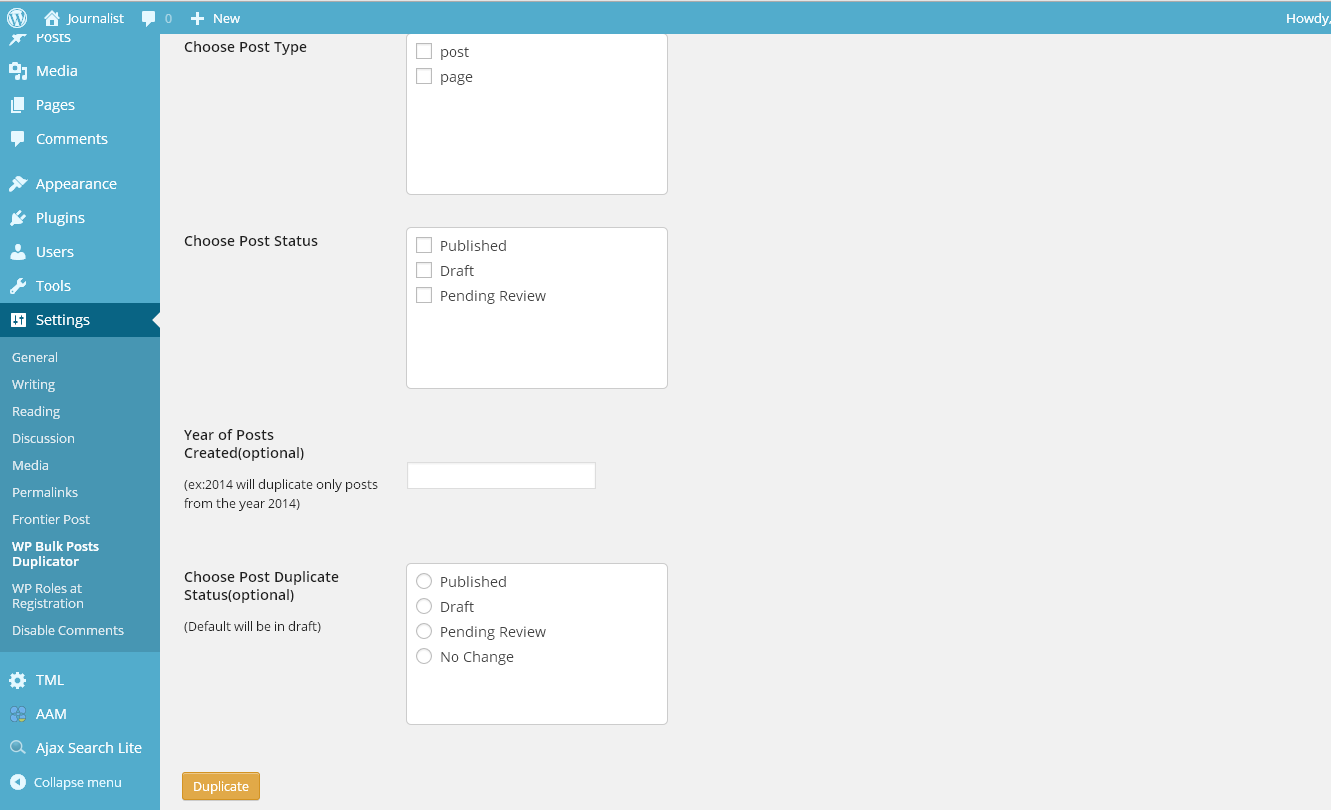 Journalist 0 New Howdy,
Posts
Media
Pages
Comments
Appearance
Plugins
Users
Tools
Settings
General
Writing
Reading
Discussion
Media
Permalinks
Frontier Post
WP Bulk Posts
Duplicator
WP Roles at
Registration
Disable Comments
TML
AAM
Ajax Search Lite
Collapse menu
Choose Post Type
post
page
Choose Post Status
Published
Draft
Pending Review
Year of Posts
Created(optional)
(ex:2014 will duplicate only posts
from the year 2014)
Choose Post Duplicate
Status(optional)
(Default will be in draft)
Published
Draft
Pending Review
No Change
Duplicate